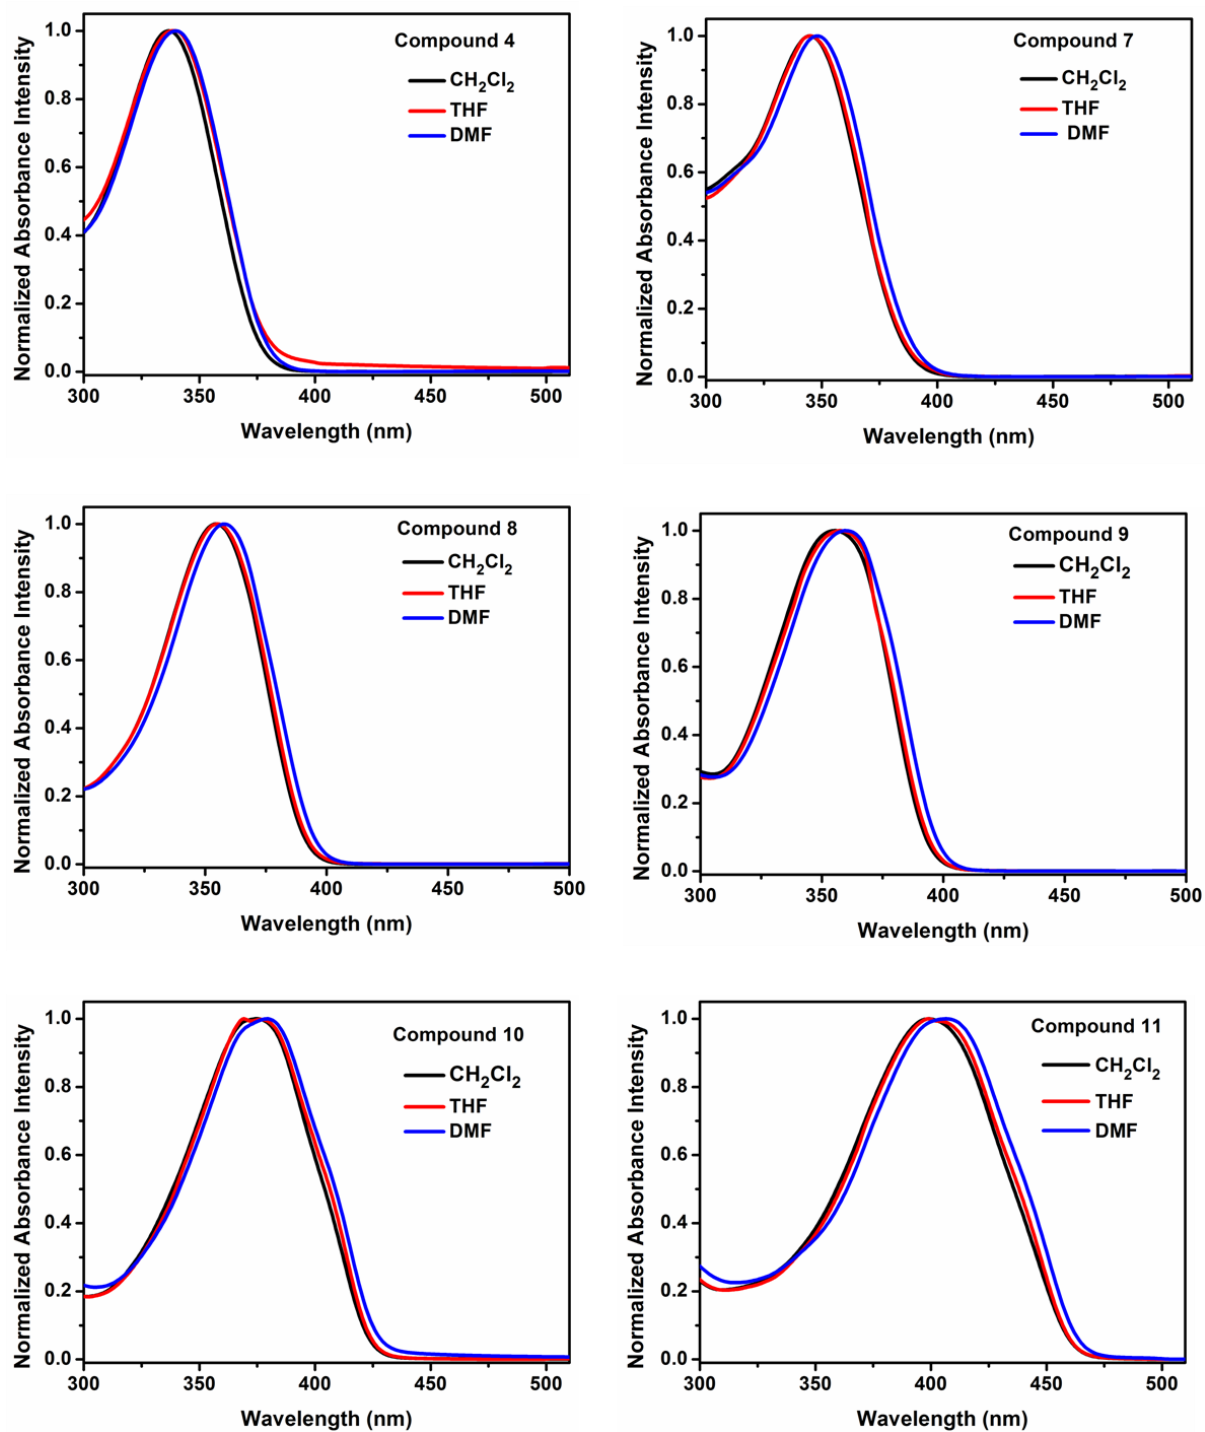 Compound 4
CH₂Cl₂
THF
DMF
Normalized Absorbance Intensity
1.0
0.8
0.6
0.4
0.2
0.0
300 350 400 450 500
Wavelength (nm)
Compound 7
CH₂Cl₂
THF
DMF
Normalized Absorbance Intensity
1.0
0.8
0.6
0.4
0.2
0.0
300 350 400 450 500
Wavelength (nm)
Compound 8
CH₂Cl₂
THF
DMF
Normalized Absorbance Intensity
1.0
0.8
0.6
0.4
0.2
0.0
300 350 400 450 500
Wavelength (nm)
Compound 9
CH₂Cl₂
THF
DMF
Normalized Absorbance Intensity
1.0
0.8
0.6
0.4
0.2
0.0
300 350 400 450 500
Wavelength (nm)
Compound 10
CH₂Cl₂
THF
DMF
Normalized Absorbance Intensity
1.0
0.8
0.6
0.4
0.2
0.0
300 350 400 450 500
Wavelength (nm)
Compound 11
CH₂Cl₂
THF
DMF
Normalized Absorbance Intensity
1.0
0.8
0.6
0.4
0.2
0.0
300 350 400 450 500
Wavelength (nm)